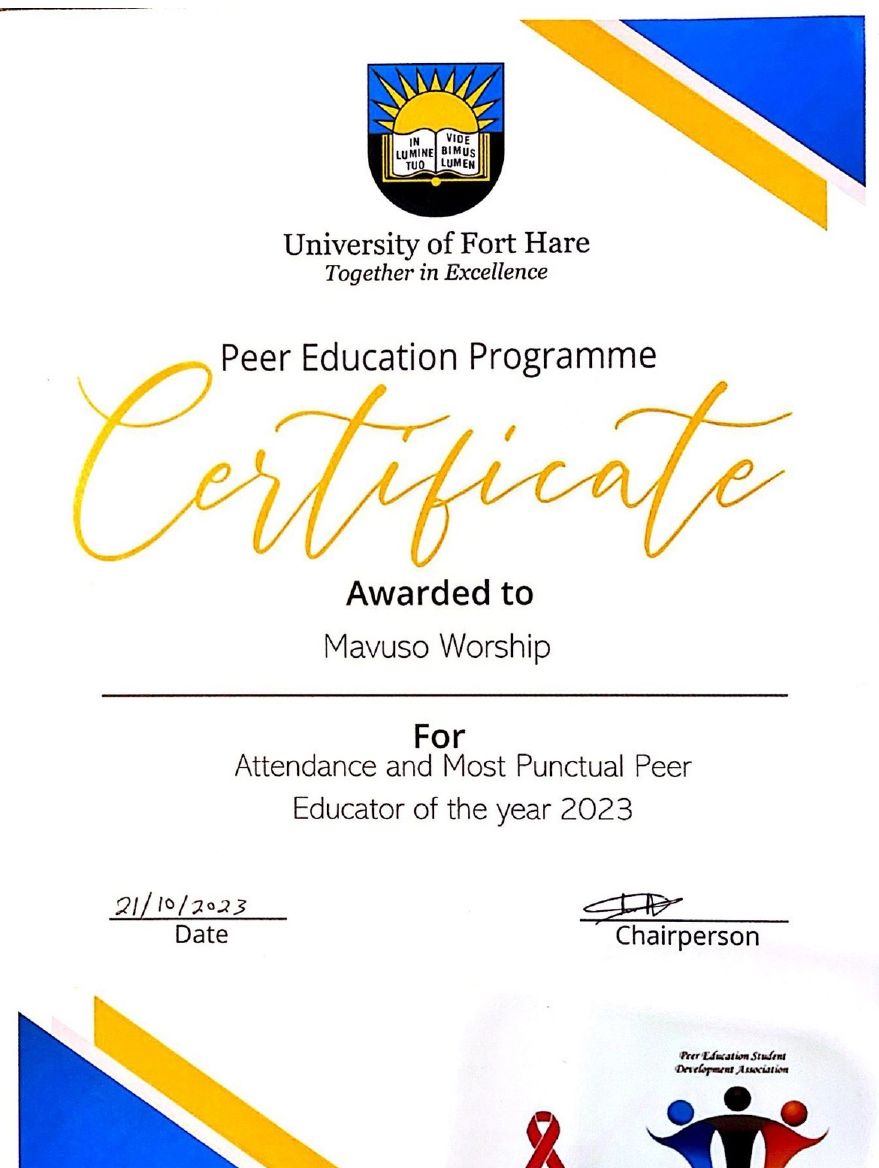 IN
LUMINE
TUO
VIDE
BIMUS
LUMEN
University of Fort Hare
Together in Excellence
Peer Education Programme
Certificate
Awarded to
Mavuso Worship
For
Attendance and Most Punctual Peer
Educator of the year 2023
21/10/2023
Date
Chairperson
Peer Education Student
Development Association